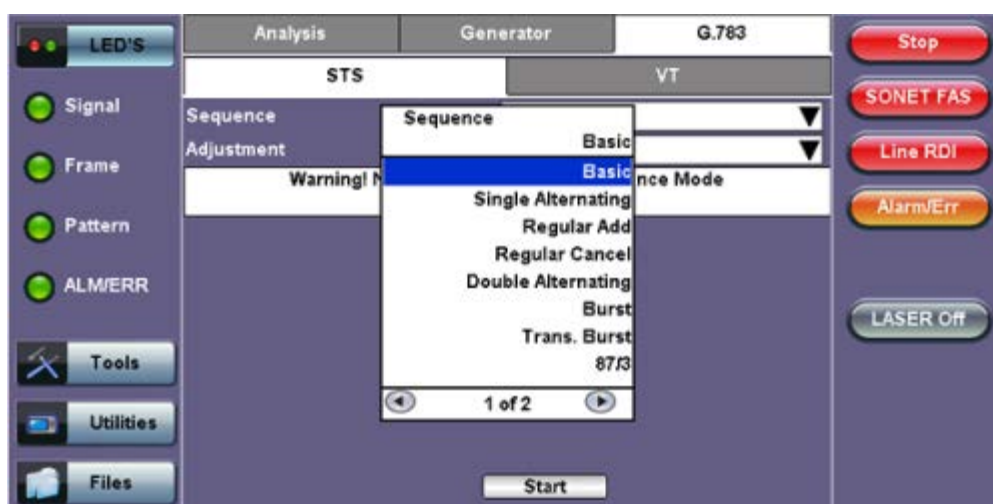 LED'S
Signal
Frame
Pattern
ALM/ERR
Tools
Utilities
Files
Analysis Generator G.783
STS VT
Sequence
Adjustment
Warning! nce Mode
Sequence
Basic
Basic
Single Alternating
Regular Add
Regular Cancel
Double Alternating
Burst
Trans. Burst
87/3
1 of 2
Start
Stop
SONET FAS
Line RDI
Alarm/Err
LASER Off